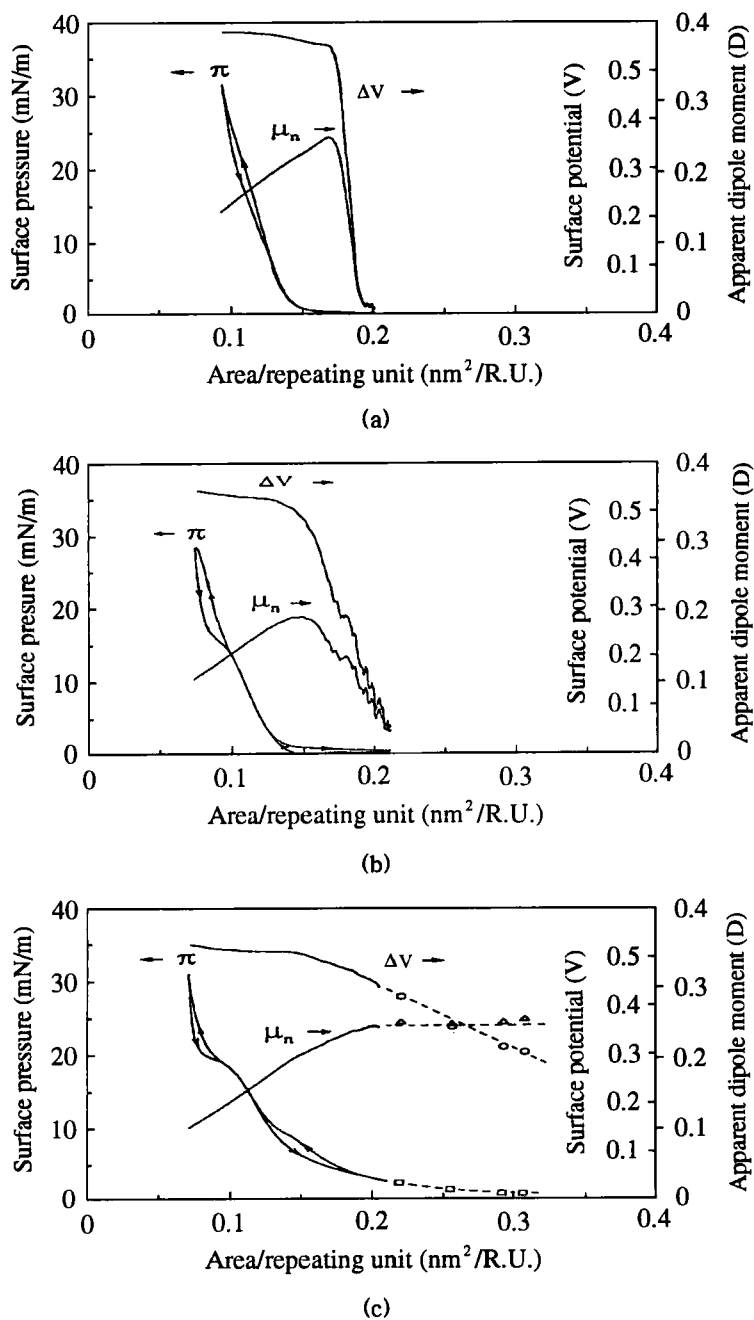 Surface pressure (mN/m)
40
30
20
10
0
π
ΔV
μn
Surface potential (V)
0.5
0.4
0.3
0.2
0.1
Apparent dipole moment (D)
0.4
0.3
0.2
0.1
0
0
0.1
0.2
0.3
0.4
Area/repeating unit (nm²/R.U.)
(a)
Surface presure (mN/m)
40
30
20
10
0
ΔV
π
μn
Surface potential (V)
0.5
0.4
0.3
0.2
0.1
Apparent dipole moment (D)
0.4
0.3
0.2
0.1
0
0
0.1
0.2
0.3
0.4
Area/repeating unit (nm²/R.U.)
(b)
Surface pressure (mN/m)
40
30
20
10
0
π
ΔV
μn
Surface potential (V)
0.5
0.4
0.3
0.2
0.1
Apparent dipole moment (D)
0.4
0.3
0.2
0.1
0
0
0.1
0.2
0.3
0.4
Area/repeating unit (nm²/R.U.)
(c)